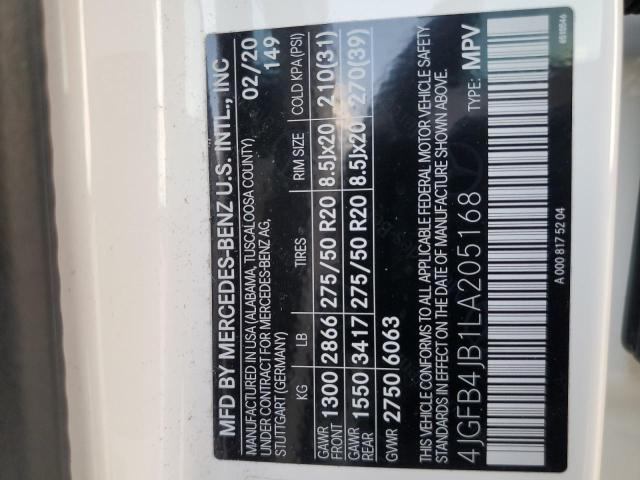 MFD BY MERCEDES-BENZ U.S. INTL., INC
MANUFACTURED IN USA (ALABAMA, TUSCALOOSA COUNTY) 02/20
UNDER CONTRACT FOR MERCEDES-BENZ AG, 149
STUTTGART (GERMANY)
KG LB TIRES RIM SIZE COLD KPA (PSI)
GAWR FRONT 1300 2866 275/50 R20 8.5Jx20 210(31)
GAWR REAR 1550 3417 275/50 R20 8.5Jx20 270(39)
GVWR 2750 6063
THIS VEHICLE CONFORMS TO ALL APPLICABLE FEDERAL MOTOR VEHICLE SAFETY
STANDARDS IN EFFECT ON THE DATE OF MANUFACTURE SHOWN ABOVE.
4JGFB4JB1LA205168 TYPE: MPV
A 000 817 52 04